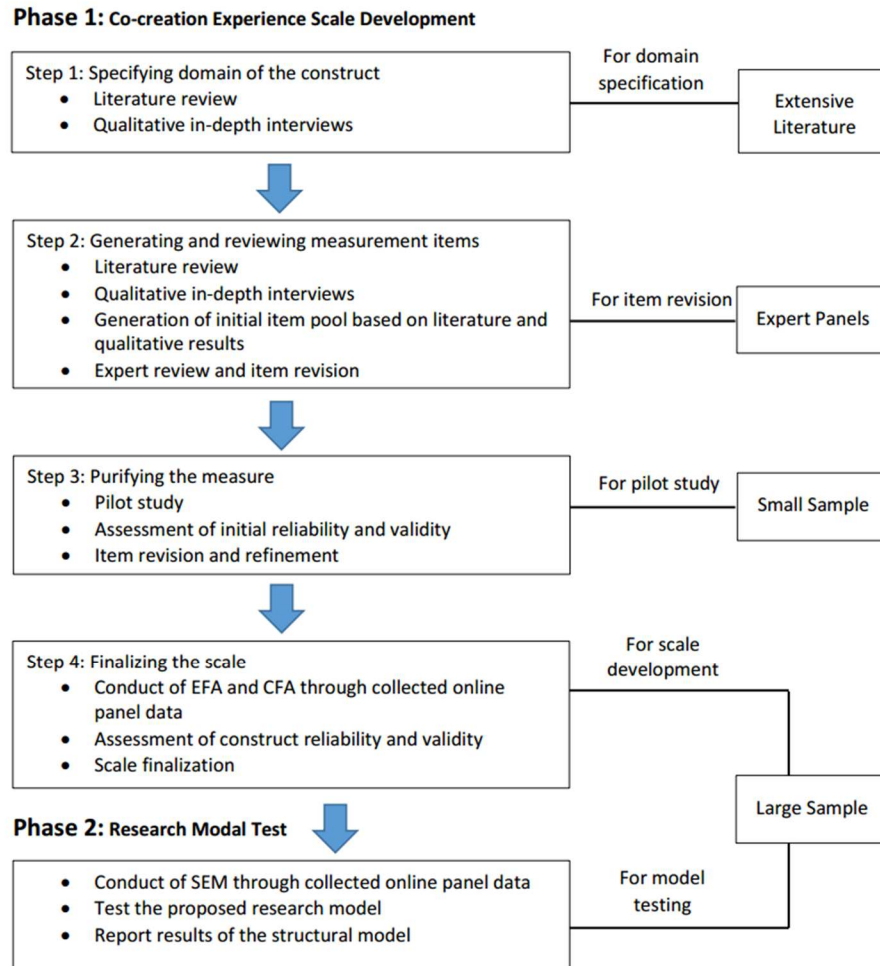 Phase 1: Co-creation Experience Scale Development
Step 1: Specifying domain of the construct
• Literature review
• Qualitative in-depth interviews
For domain
specification
Extensive
Literature
Step 2: Generating and reviewing measurement items
• Literature review
• Qualitative in-depth interviews
• Generation of initial item pool based on literature and
qualitative results
• Expert review and item revision
For item revision
Expert Panels
Step 3: Purifying the measure
• Pilot study
• Assessment of initial reliability and validity
• Item revision and refinement
For pilot study
Small Sample
Step 4: Finalizing the scale
• Conduct of EFA and CFA through collected online
panel data
• Assessment of construct reliability and validity
• Scale finalization
For scale
development
Large Sample
Phase 2: Research Modal Test
• Conduct of SEM through collected online panel data
• Test the proposed research model
• Report results of the structural model
For model
testing